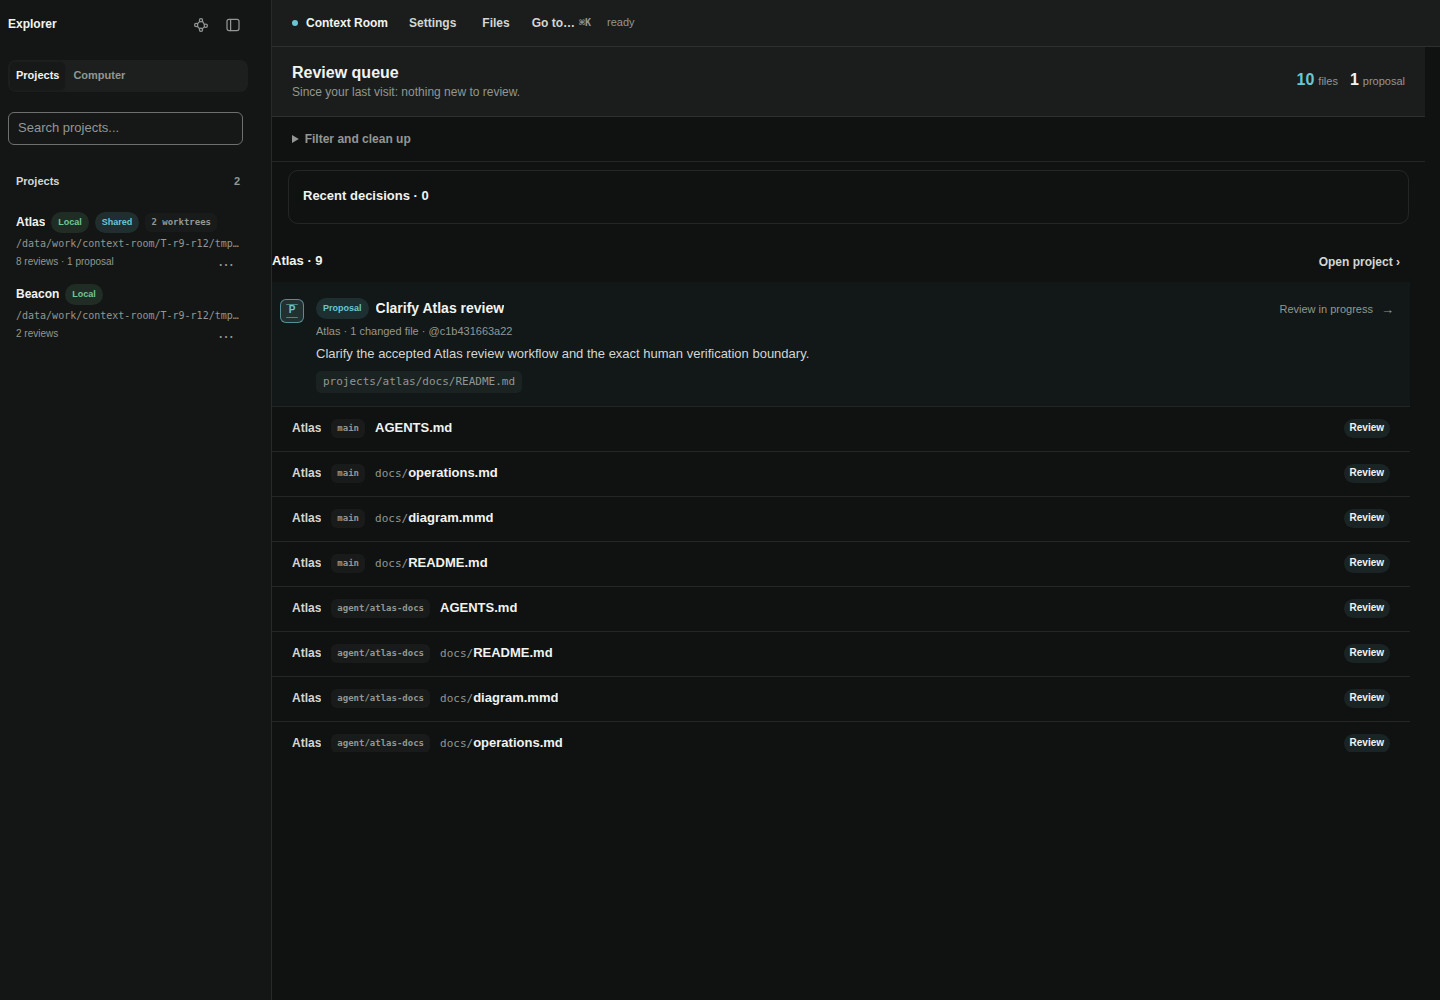 Explorer
Projects Computer
Search projects...
Projects 2
Atlas Local Shared 2 worktrees
/data/work/context-room/T-r9-r12/tmp…
8 reviews · 1 proposal ...
Beacon Local
/data/work/context-room/T-r9-r12/tmp…
2 reviews ...
Context Room Settings Files Go to… ⌘K ready
Review queue
Since your last visit: nothing new to review.
10 files 1 proposal
▶ Filter and clean up
Recent decisions · 0
Atlas · 9 Open project ›
P Proposal Clarify Atlas review Review in progress →
Atlas · 1 changed file · @c1b431663a22
Clarify the accepted Atlas review workflow and the exact human verification boundary.
projects/atlas/docs/README.md
Atlas main AGENTS.md Review
Atlas main docs/operations.md Review
Atlas main docs/diagram.mmd Review
Atlas main docs/README.md Review
Atlas agent/atlas-docs AGENTS.md Review
Atlas agent/atlas-docs docs/README.md Review
Atlas agent/atlas-docs docs/diagram.mmd Review
Atlas agent/atlas-docs docs/operations.md Review